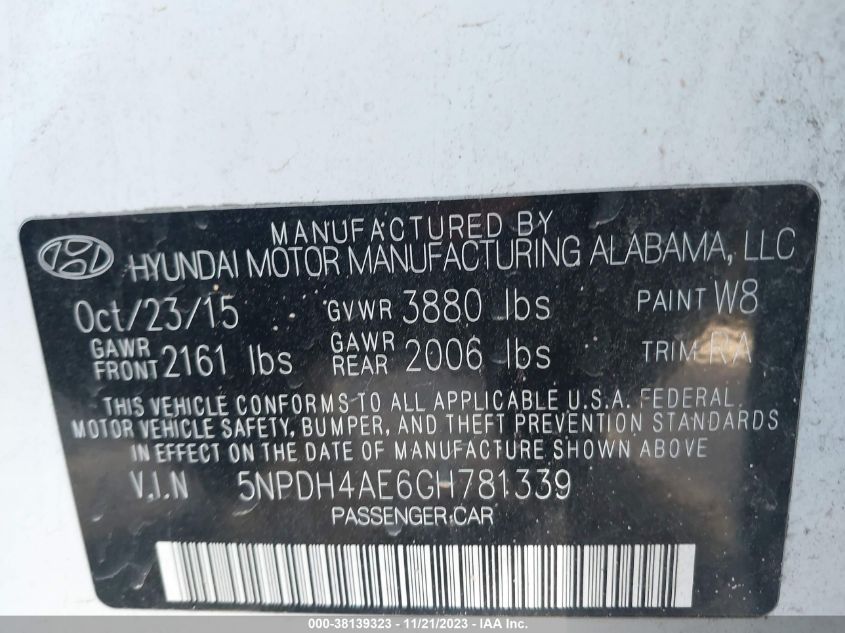 MANUFACTURED BY
HYUNDAI MOTOR MANUFACTURING ALABAMA, LLC
Oct/23/15 GVWR 3880 lbs PAINT W8
GAWR FRONT 2161 lbs GAWR REAR 2006 lbs TRIM RA
THIS VEHICLE CONFORMS TO ALL APPLICABLE U.S.A. FEDERAL
MOTOR VEHICLE SAFETY, BUMPER, AND THEFT PREVENTION STANDARDS
IN EFFECT ON THE DATE OF MANUFACTURE SHOWN ABOVE
V.I.N 5NPDH4AE6GH781339
PASSENGER CAR
000-38139323 - 11/21/2023 - IAA Inc.